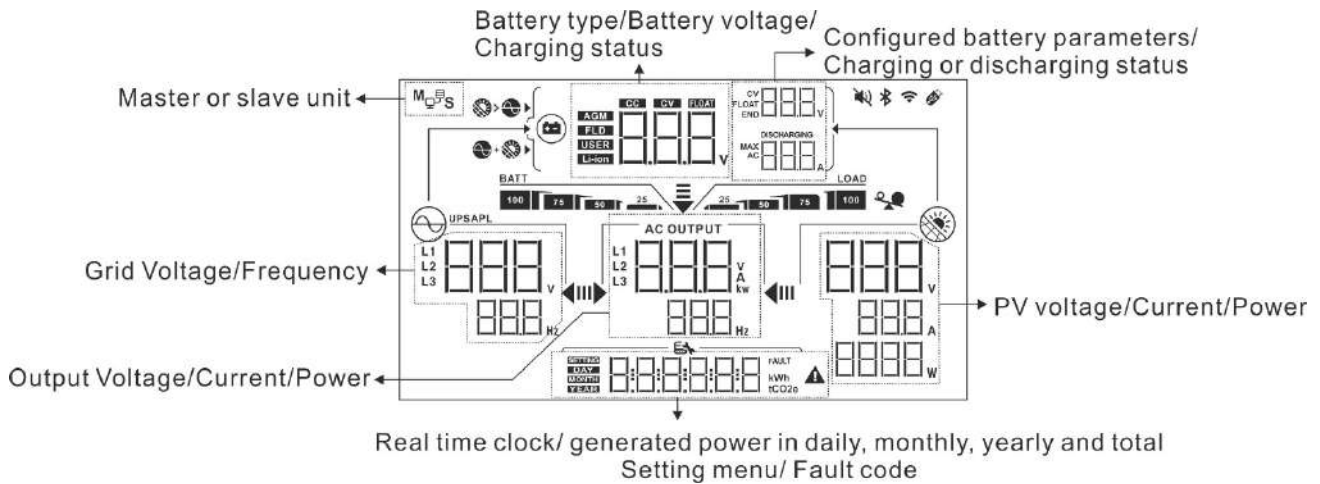 Battery type/Battery voltage/
Charging status
Configured battery parameters/
Charging or discharging status
Master or slave unit
M S
CC CV FLOAT
AGM
FLD
USER
Li-ion
V
CV
FLOAT
END
V
DISCHARGING
MAX
AC
A
BATT
LOAD
100 75 50 25
25 50 75 100
UPSAPL
AC OUTPUT
L1
L2
L3
V
Hz
L1
L2
L3
V
A
kw
Hz
V
A
W
Grid Voltage/Frequency
PV voltage/Current/Power
Output Voltage/Current/Power
SETTING
DAY
MONTH
YEAR
FAULT
kWh
tCO2e
Real time clock/ generated power in daily, monthly, yearly and total
Setting menu/ Fault code